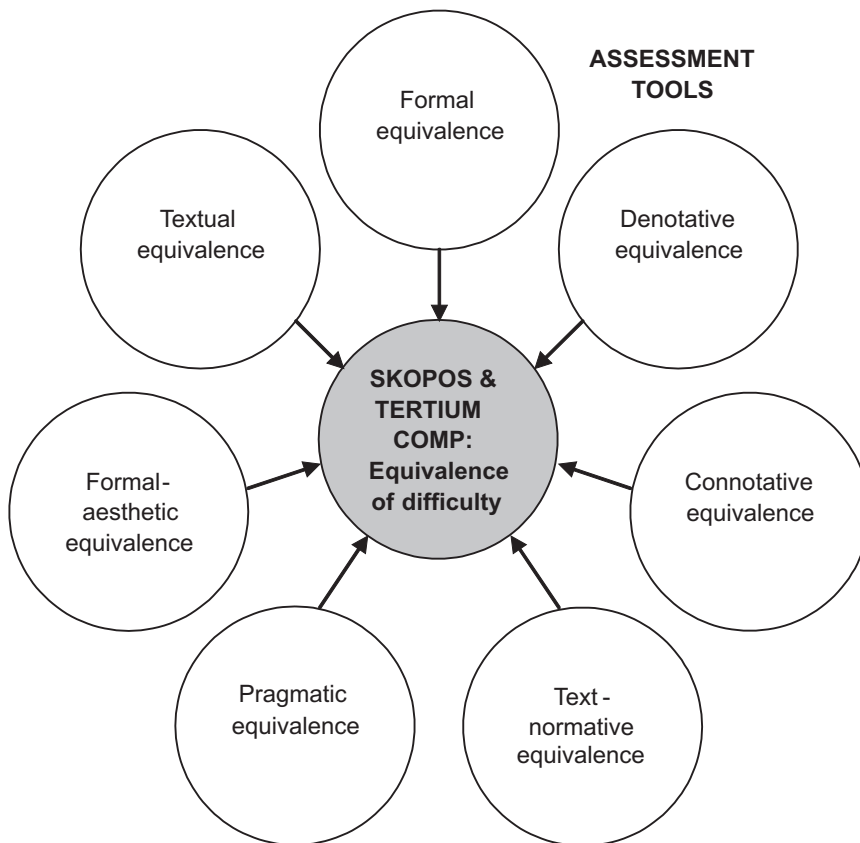 ASSESSMENT
TOOLS
Formal
equivalence
Textual
equivalence
Denotative
equivalence
SKOPOS &
TERTIUM
COMP:
Equivalence
of difficulty
Formal-
aesthetic
equivalence
Connotative
equivalence
Pragmatic
equivalence
Text-
normative
equivalence